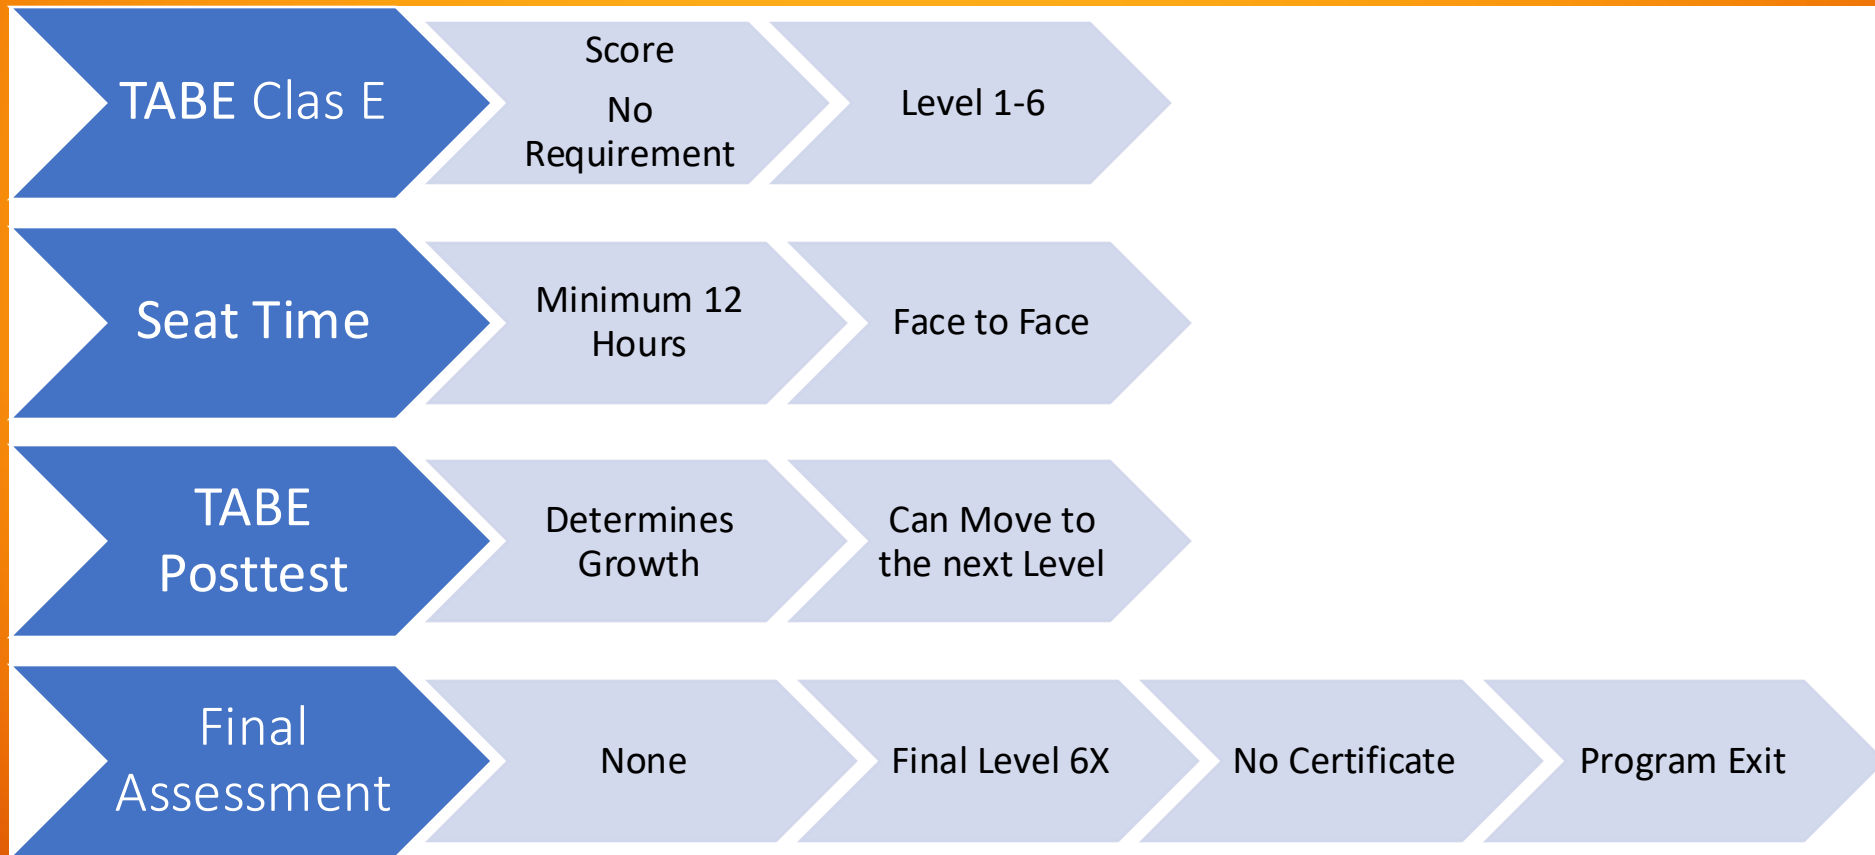 TABE Clas E
Score
No
Requirement
Level 1-6
Seat Time
Minimum 12
Hours
Face to Face
TABE
Posttest
Determines
Growth
Can Move to
the next Level
Final
Assessment
None
Final Level 6X
No Certificate
Program Exit